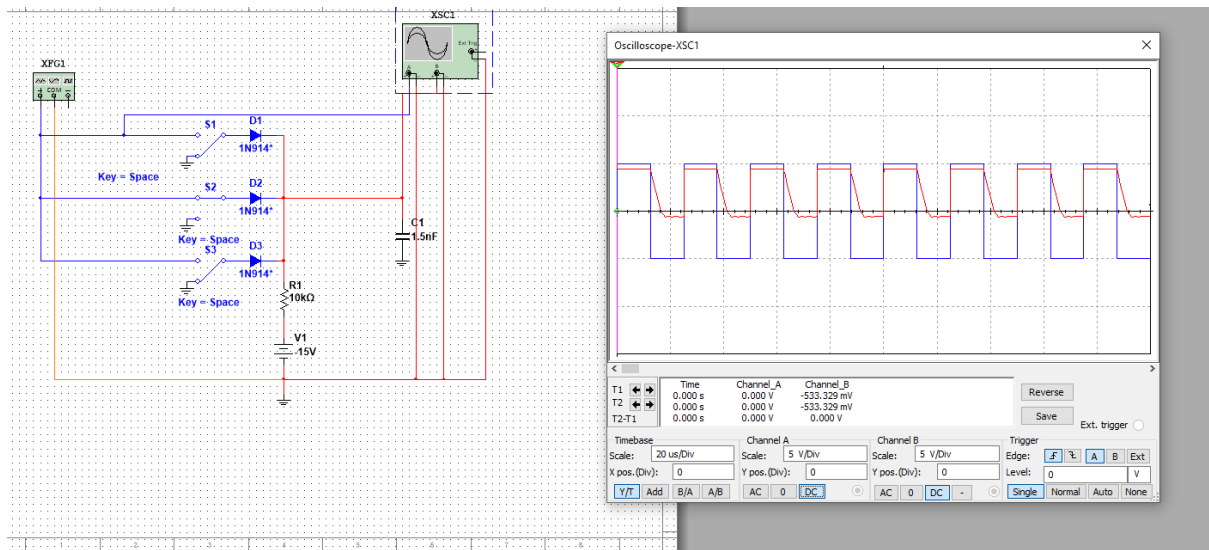 XSC1
Ext Trig
A B
XFG1
COM
S1 D1
1N914*
Key = Space
S2 D2
1N914*
Key = Space
S3 D3
1N914*
Key = Space
C1
1.5nF
R1
10kΩ
V1
-15V
Oscilloscope-XSC1
Time Channel_A Channel_B
T1 0.000 s 0.000 V -533.329 mV
T2 0.000 s 0.000 V -533.329 mV
T2-T1 0.000 s 0.000 V 0.000 V
Reverse
Save
Ext. trigger
Timebase Channel A Channel B Trigger
Scale: 20 us/Div Scale: 5 V/Div Scale: 5 V/Div Edge: A B Ext
X pos.(Div): 0 Y pos.(Div): 0 Y pos.(Div): 0 Level: 0 V
Y/T Add B/A A/B AC 0 DC AC 0 DC - Single Normal Auto None